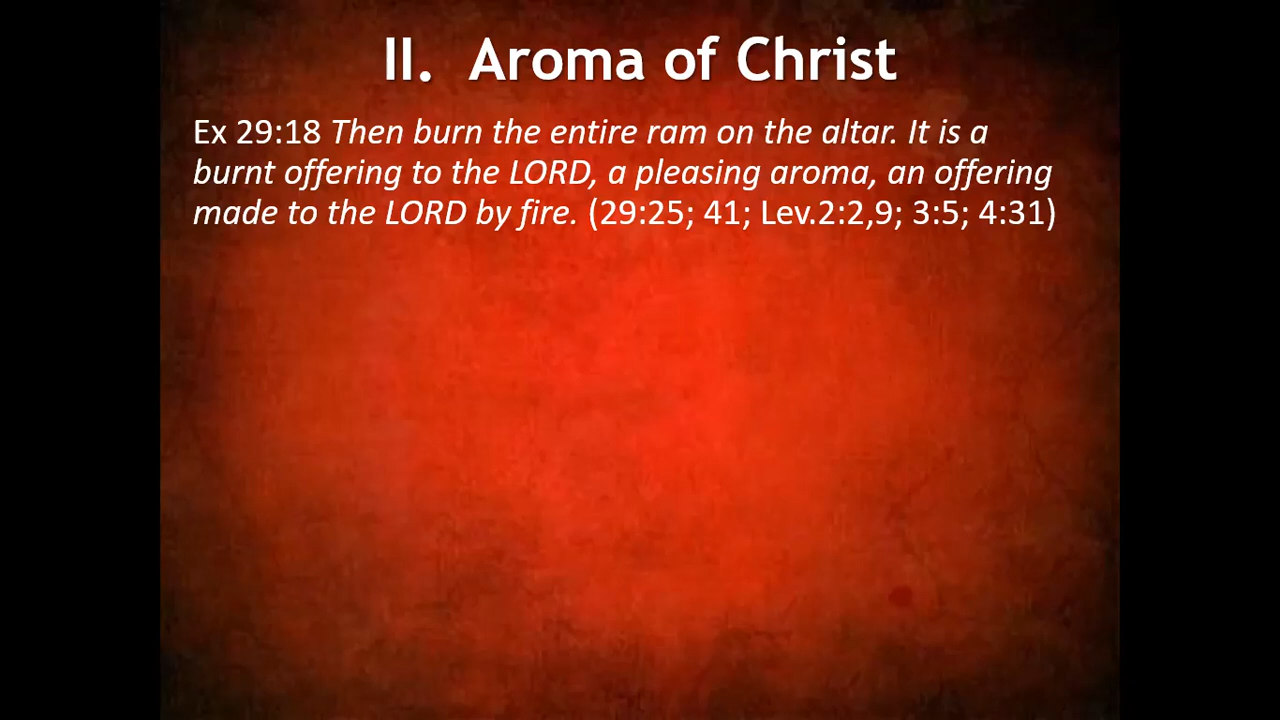 II.  Aroma of Christ
Ex 29:18 Then burn the entire ram on the altar. It is a
burnt offering to the LORD, a pleasing aroma, an offering
made to the LORD by fire. (29:25; 41; Lev.2:2,9; 3:5; 4:31)